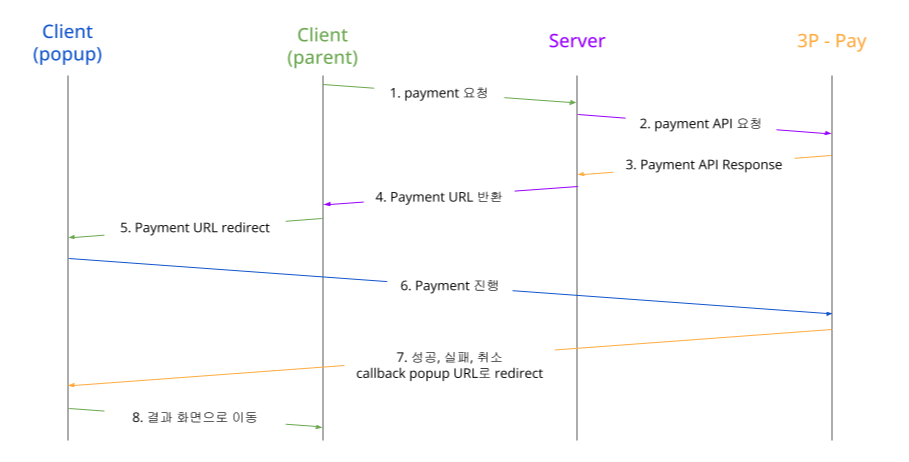 Client
(popup)
Client
(parent)
Server
3P - Pay
1. payment 요청
2. payment API 요청
3. Payment API Response
4. Payment URL 반환
5. Payment URL redirect
6. Payment 진행
7. 성공, 실패, 취소
callback popup URL로 redirect
8. 결과 화면으로 이동